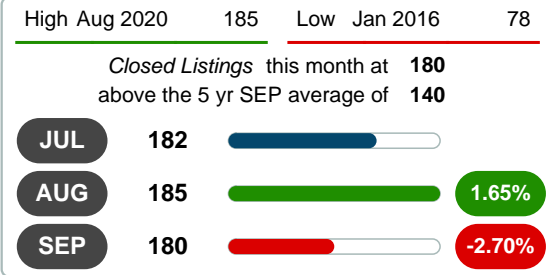 High Aug 2020 185 Low Jan 2016 78
Closed Listings this month at 180
above the 5 yr SEP average of 140
JUL 182
AUG 185 1.65%
SEP 180 -2.70%